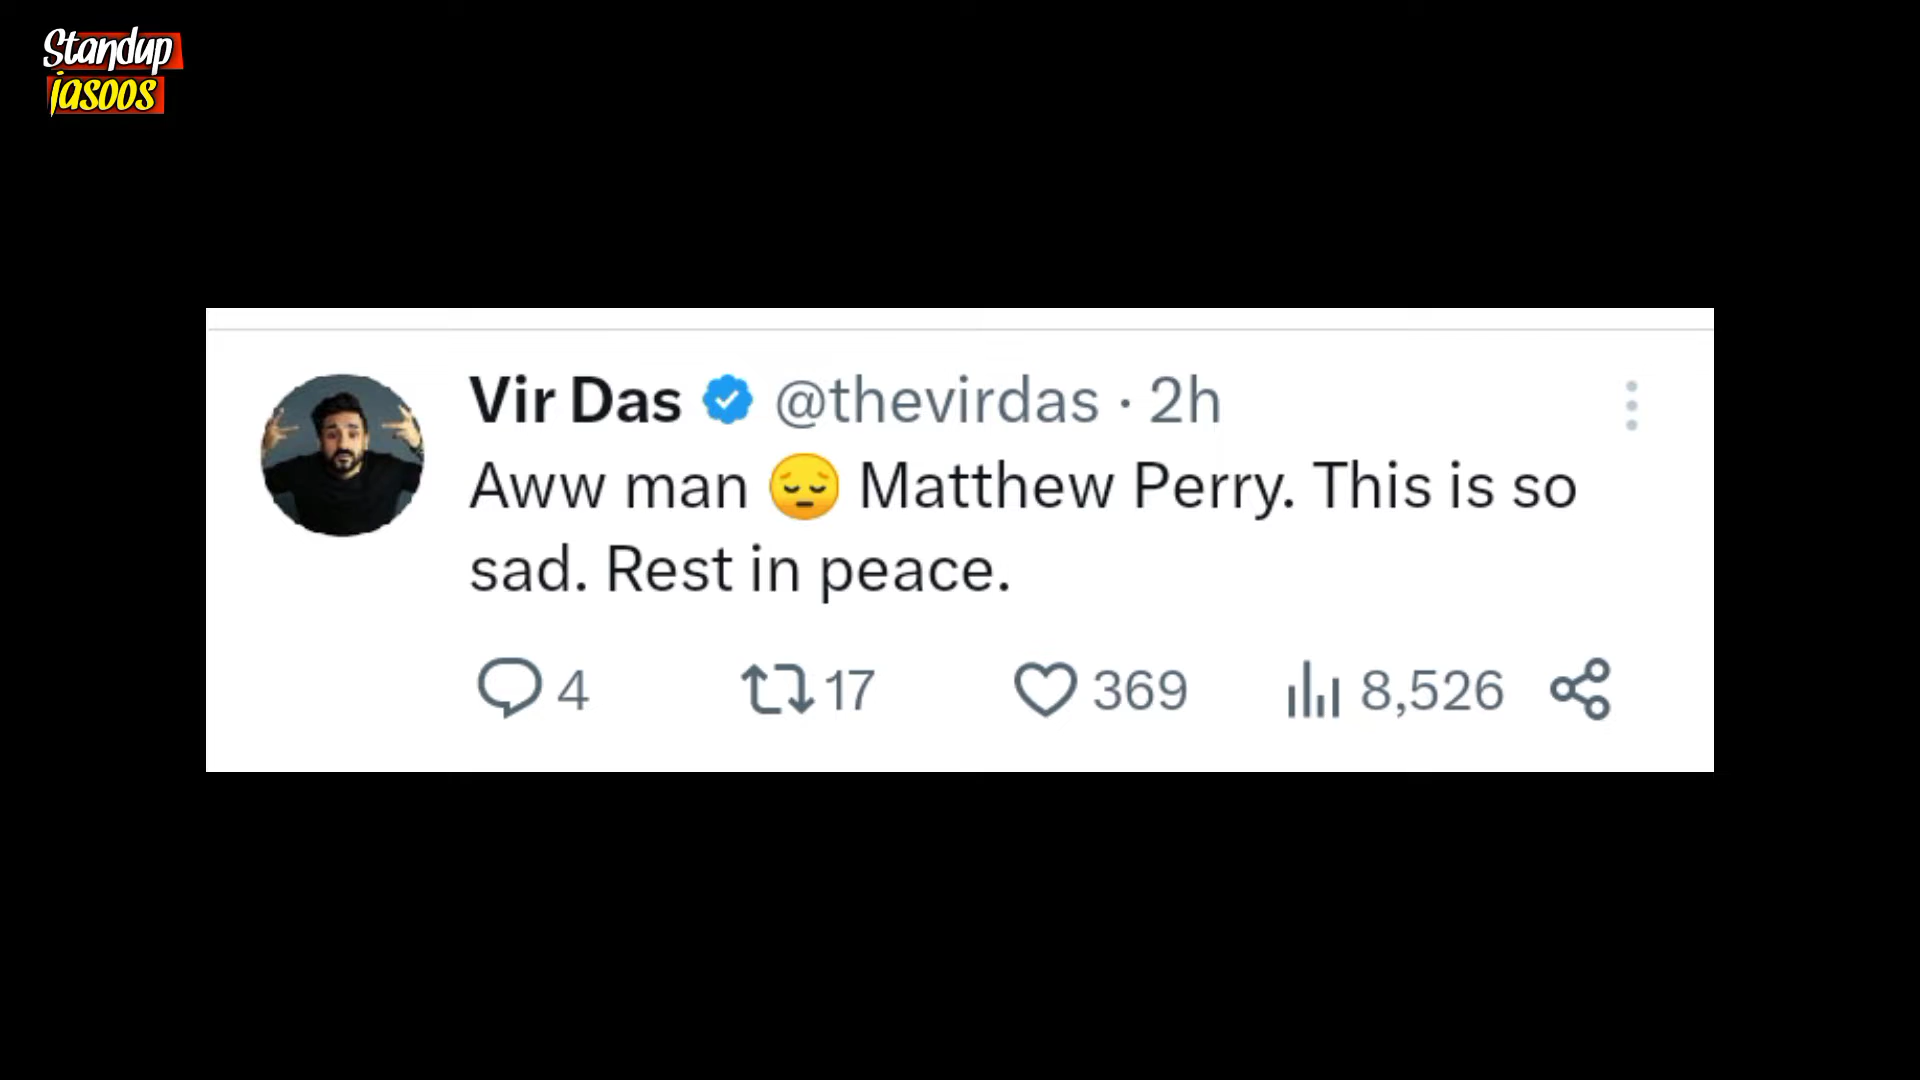 Standup
jasoos
Vir Das @thevirdas · 2h
Aww man 😔 Matthew Perry. This is so
sad. Rest in peace.
4 17 369 8,526